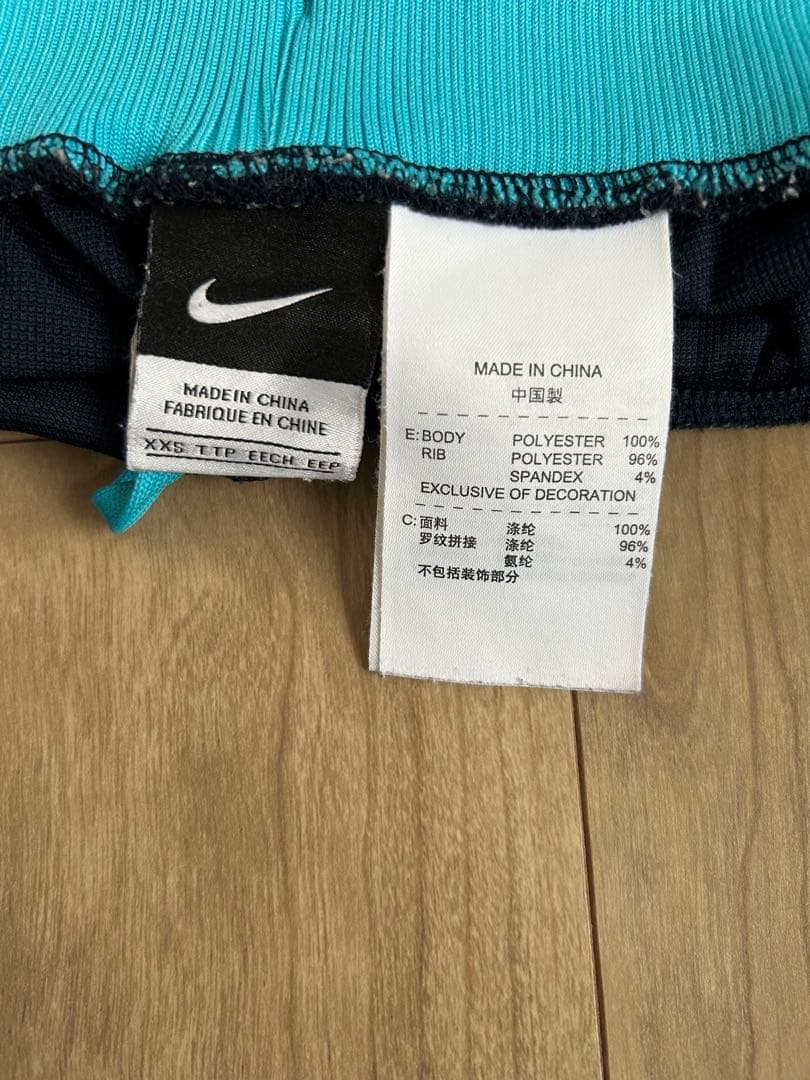 MADE IN CHINA
FABRIQUE EN CHINE
XXS TTP EECH EEP
MADE IN CHINA
中国製
E: BODY POLYESTER 100%
RIB POLYESTER 96%
SPANDEX 4%
EXCLUSIVE OF DECORATION
C: 面料 涤纶 100%
罗纹拼接 涤纶 96%
氨纶 4%
不包括装饰部分